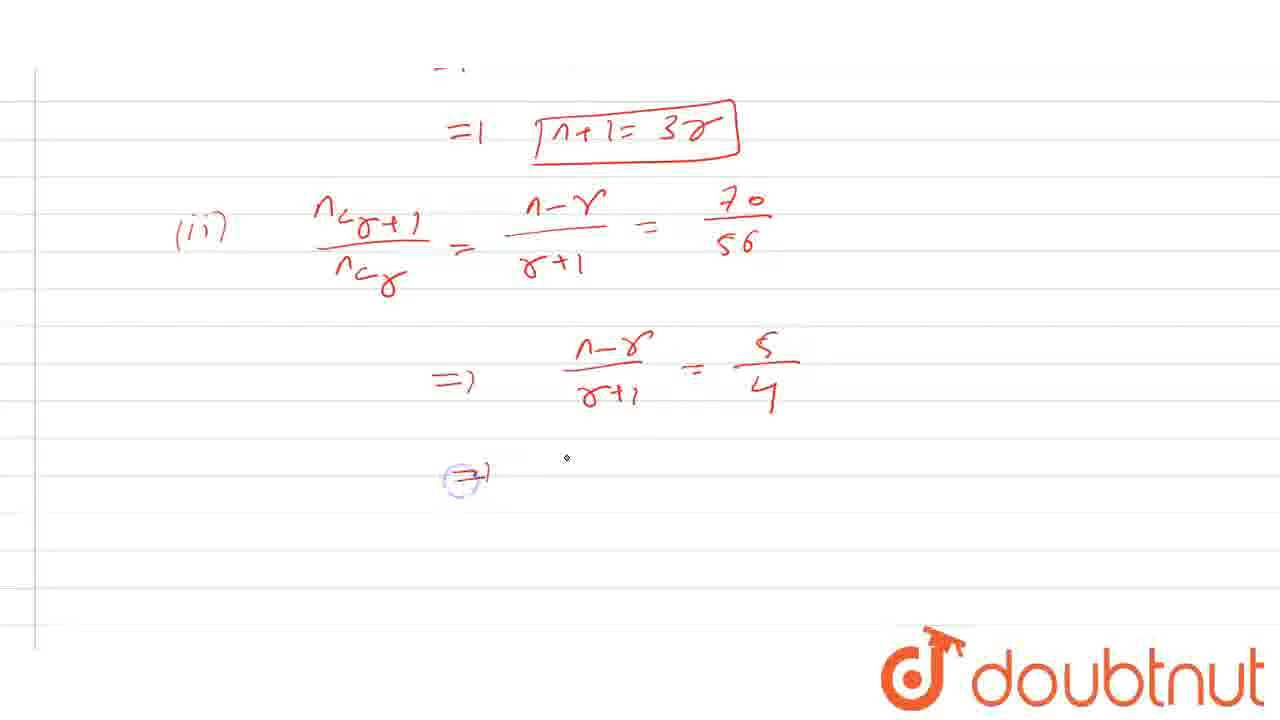 =) n+1 = 3r
(ii) nCr+1 / nCr = n-r / r+1 = 70 / 56
=) n-r / r+1 = 5 / 4
=)
doubtnut